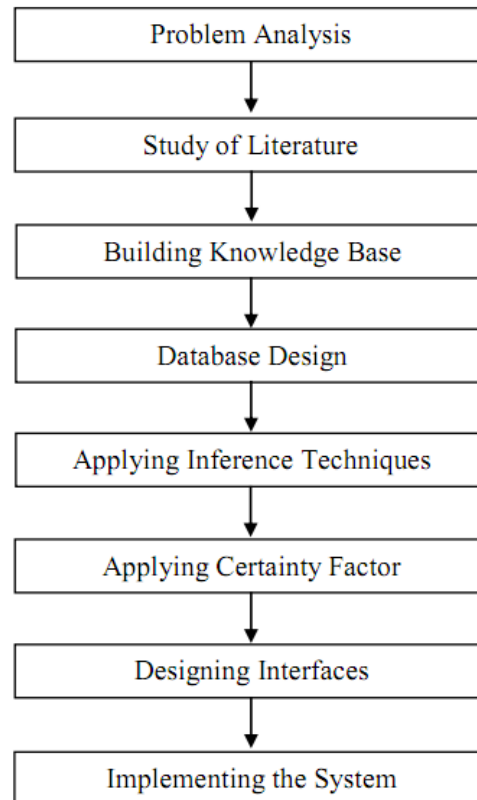 Problem Analysis
Study of Literature
Building Knowledge Base
Database Design
Applying Inference Techniques
Applying Certainty Factor
Designing Interfaces
Implementing the System